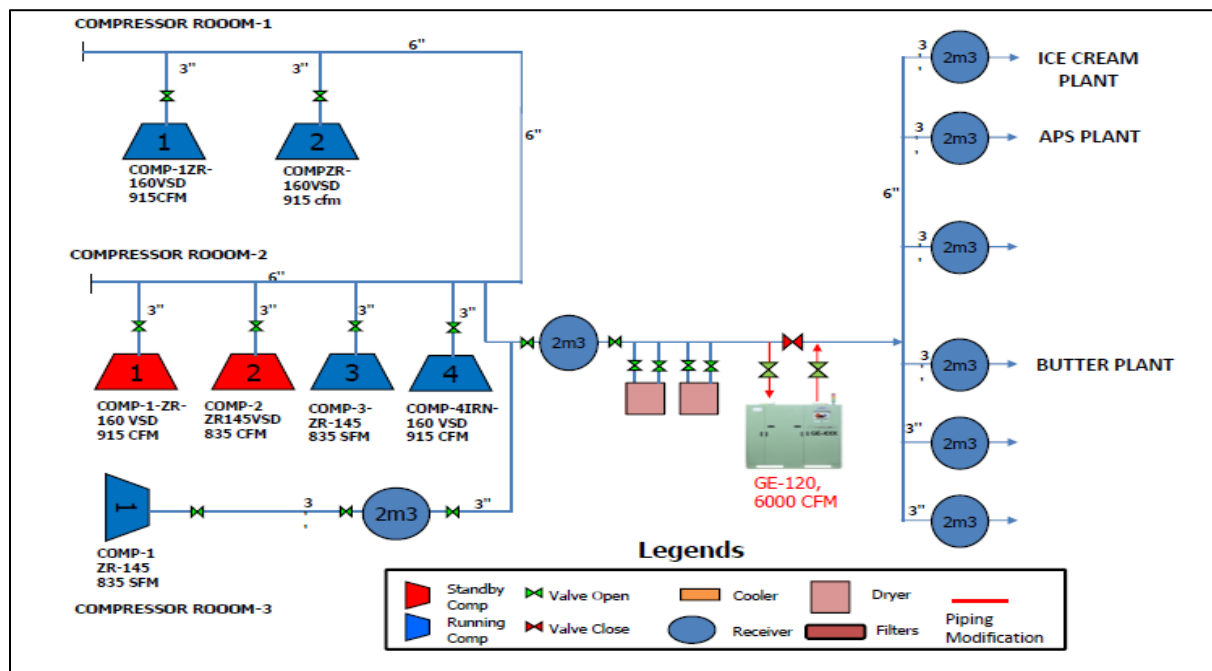 COMPRESSOR ROOOM-1
6"
3"
3"
6"
1
2
COMP-1ZR-
160VSD
915CFM
COMPZR-
160VSD
915 cfm
COMPRESSOR ROOOM-2
6"
3"
3"
3"
3"
1
2
3
4
COMP-1-ZR-
160 VSD
915 CFM
COMP-2
ZR145VSD
835 CFM
COMP-3-
ZR-145
835 SFM
COMP-4IRN-
160 VSD
915 CFM
1
3''
2m3
3"
COMP-1
ZR-145
835 SFM
COMPRESSOR ROOOM-3
2m3
GE-120,
6000 CFM
6"
3''
2m3
ICE CREAM
PLANT
3''
2m3
APS PLANT
3''
2m3
3''
2m3
BUTTER PLANT
3"
2m3
3"
2m3
Legends
Standby
Comp
Valve Open
Cooler
Dryer
Running
Comp
Valve Close
Receiver
Filters
Piping
Modification